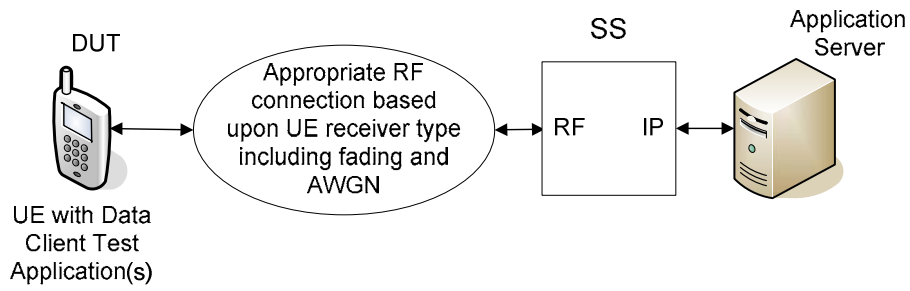 DUT
UE with Data
Client Test
Application(s)
Appropriate RF
connection based
upon UE receiver type
including fading and
AWGN
SS
RF IP
Application
Server